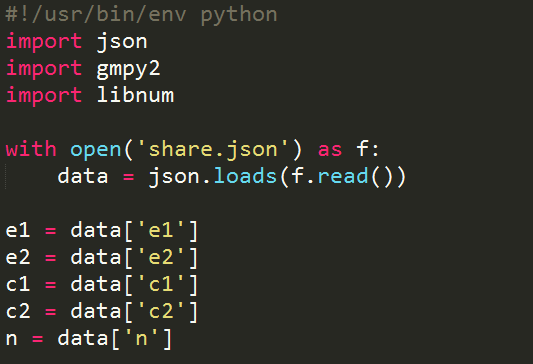 #!/usr/bin/env python
import json
import gmpy2
import libnum
with open('share.json') as f:
    data = json.loads(f.read())
e1 = data['e1']
e2 = data['e2']
c1 = data['c1']
c2 = data['c2']
n = data['n']